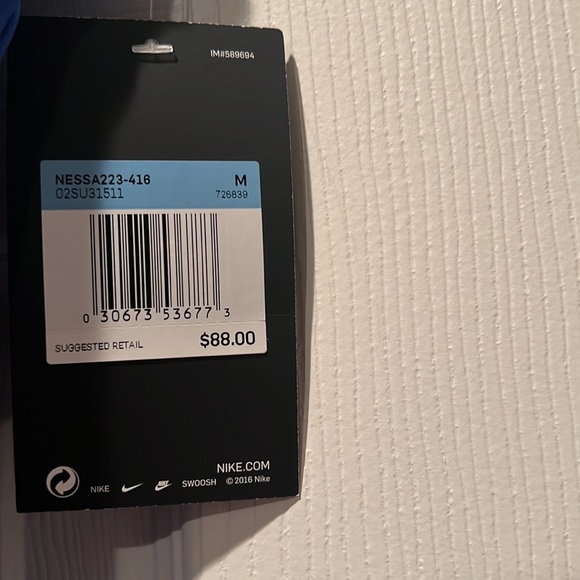 IM#589694
NESSA223-416 M
02SU31511 726839
0 30673 53677 3
SUGGESTED RETAIL $88.00
NIKE.COM
NIKE NIKE SWOOSH © 2016 Nike